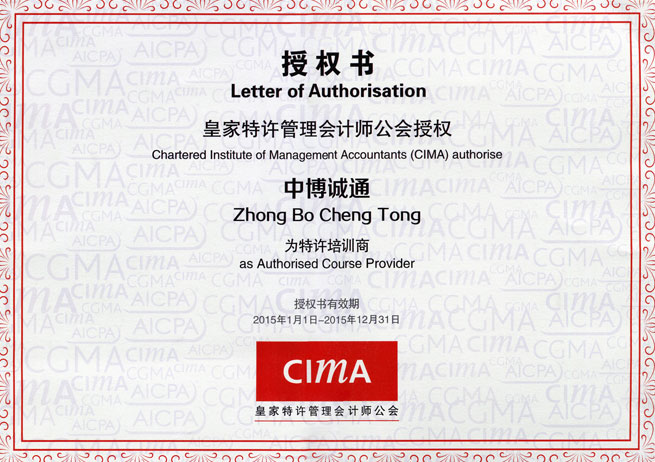 授权书
Letter of Authorisation
皇家特许管理会计师公会授权
Chartered Institute of Management Accountants (CIMA) authorise
中博诚通
Zhong Bo Cheng Tong
为特许培训商
as Authorised Course Provider
授权书有效期
2015年1月1日-2015年12月31日
CIMA
皇家特许管理会计师公会